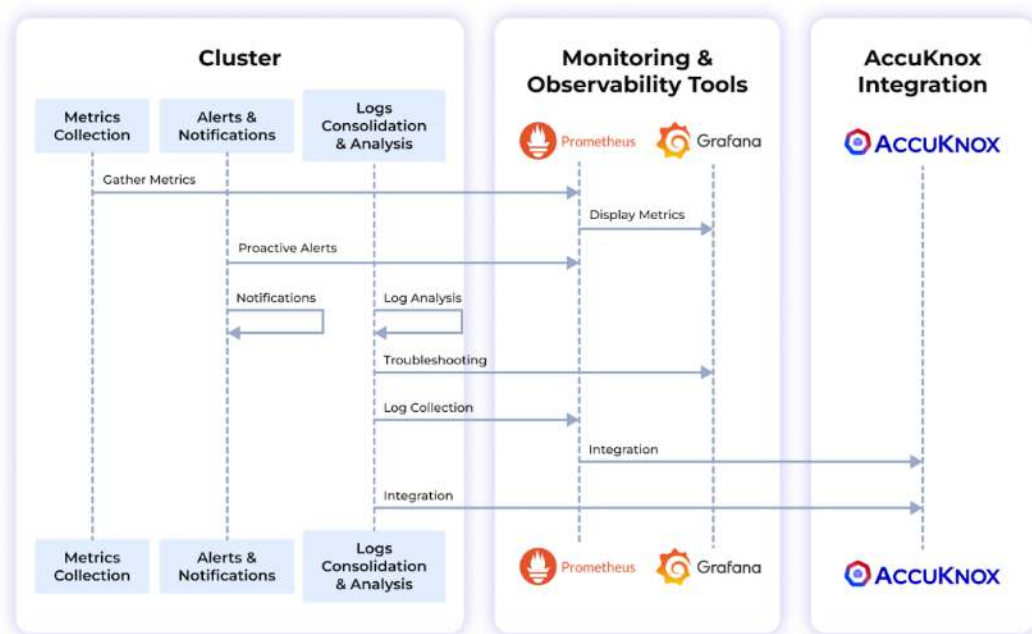 Cluster
Monitoring &
Observability Tools
AccuKnox
Integration
Metrics
Collection
Alerts &
Notifications
Logs
Consolidation
& Analysis
Prometheus
Grafana
ACCUKNOX
Gather Metrics
Display Metrics
Proactive Alerts
Notifications
Log Analysis
Troubleshooting
Log Collection
Integration
Integration
Metrics
Collection
Alerts &
Notifications
Logs
Consolidation
& Analysis
Prometheus
Grafana
ACCUKNOX